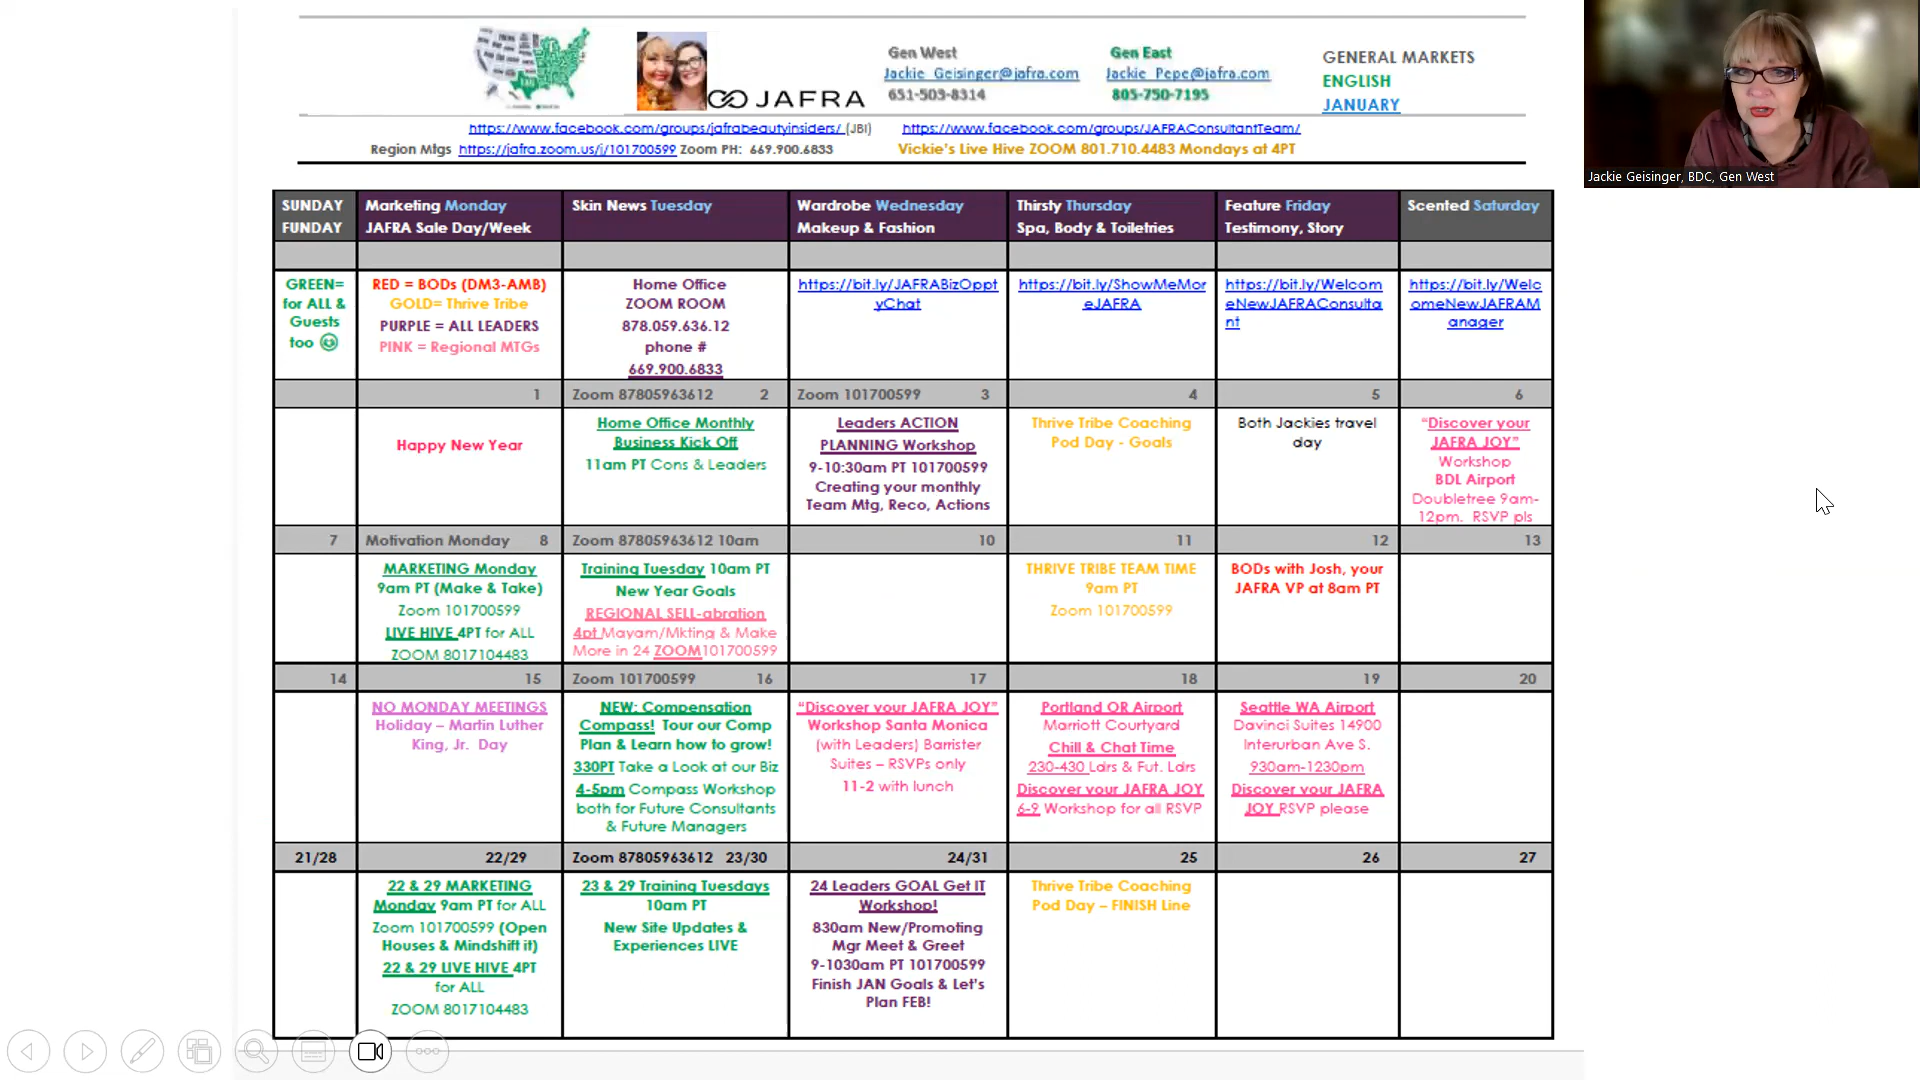 Gen West
Jackie_Geisinger@jafra.com
651-503-8314
Gen East
Jackie_Pepe@jafra.com
805-750-7195
GENERAL MARKETS
ENGLISH
JANUARY
JAFRA
https://www.facebook.com/groups/jafrabeautyinsiders/ (JBI)
https://www.facebook.com/groups/JAFRAConsultantTeam/
Region Mtgs https://jafra.zoom.us/j/101700599 Zoom PH: 669.900.6833
Vickie's Live Hive ZOOM 801.710.4483 Mondays at 4PT
Jackie Geisinger, BDC, Gen West
SUNDAY
FUNDAY
Marketing Monday
JAFRA Sale Day/Week
Skin News Tuesday
Wardrobe Wednesday
Makeup & Fashion
Thirsty Thursday
Spa, Body & Toiletries
Feature Friday
Testimony, Story
Scented Saturday
GREEN=
for ALL &
Guests
too
RED = BODs (DM3-AMB)
GOLD= Thrive Tribe
PURPLE = ALL LEADERS
PINK = Regional MTGs
Home Office
ZOOM ROOM
878.059.636.12
phone #
669.900.6833
https://bit.ly/JAFRABizOppt
yChat
https://bit.ly/ShowMeMor
eJAFRA
https://bit.ly/Welcom
eNewJAFRAConsulta
nt
https://bit.ly/Welc
omeNewJAFRAM
anager
1
Zoom 87805963612 2
Zoom 101700599 3
4
5
6
Happy New Year
Home Office Monthly
Business Kick Off
11am PT Cons & Leaders
Leaders ACTION
PLANNING Workshop
9-10:30am PT 101700599
Creating your monthly
Team Mtg, Reco, Actions
Thrive Tribe Coaching
Pod Day - Goals
Both Jackies travel
day
"Discover your
JAFRA JOY"
Workshop
BDL Airport
Doubletree 9am-
12pm. RSVP pls
7
Motivation Monday 8
Zoom 87805963612 10am
10
11
12
13
MARKETING Monday
9am PT (Make & Take)
Zoom 101700599
LIVE HIVE 4PT for ALL
ZOOM 8017104483
Training Tuesday 10am PT
New Year Goals
REGIONAL SELL-abration
4pt Mayam/Mkting & Make
More in 24 ZOOM101700599
THRIVE TRIBE TEAM TIME
9am PT
Zoom 101700599
BODs with Josh, your
JAFRA VP at 8am PT
14
15
Zoom 101700599 16
17
18
19
20
NO MONDAY MEETINGS
Holiday – Martin Luther
King, Jr. Day
NEW: Compensation
Compass! Tour our Comp
Plan & Learn how to grow!
330PT Take a Look at our Biz
4-5pm Compass Workshop
both for Future Consultants
& Future Managers
"Discover your JAFRA JOY"
Workshop Santa Monica
(with Leaders) Barrister
Suites – RSVPs only
11-2 with lunch
Portland OR Airport
Marriott Courtyard
Chill & Chat Time
230-430 Ldrs & Fut. Ldrs
Discover your JAFRA JOY
6-9 Workshop for all RSVP
Seattle WA Airport
Davinci Suites 14900
Interurban Ave S.
930am-1230pm
Discover your JAFRA
JOY RSVP please
21/28
22/29
Zoom 87805963612 23/30
24/31
25
26
27
22 & 29 MARKETING
Monday 9am PT for ALL
Zoom 101700599 (Open
Houses & Mindshift it)
22 & 29 LIVE HIVE 4PT
for ALL
ZOOM 8017104483
23 & 29 Training Tuesdays
10am PT
New Site Updates &
Experiences LIVE
24 Leaders GOAL Get IT
Workshop!
830am New/Promoting
Mgr Meet & Greet
9-1030am PT 101700599
Finish JAN Goals & Let's
Plan FEB!
Thrive Tribe Coaching
Pod Day – FINISH Line